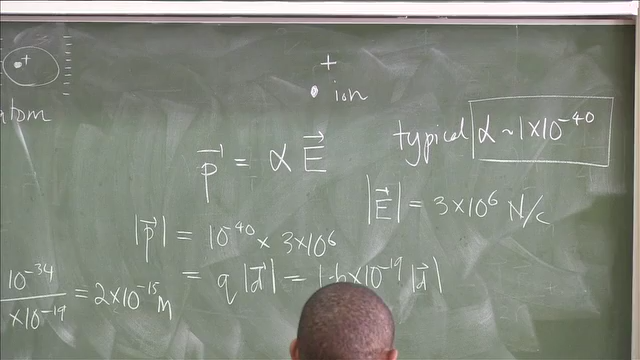 +
+
• ion
atom
typical α ~ 1×10⁻⁴⁰
p⃗ = α E⃗
|E⃗| = 3×10⁶ N/C
|p⃗| = 10⁻⁴⁰ × 3×10⁶
= q |d⃗| = 1.6×10⁻¹⁹ |d⃗|
10⁻³⁴ / ×10⁻¹⁹ = 2×10⁻¹⁵ m